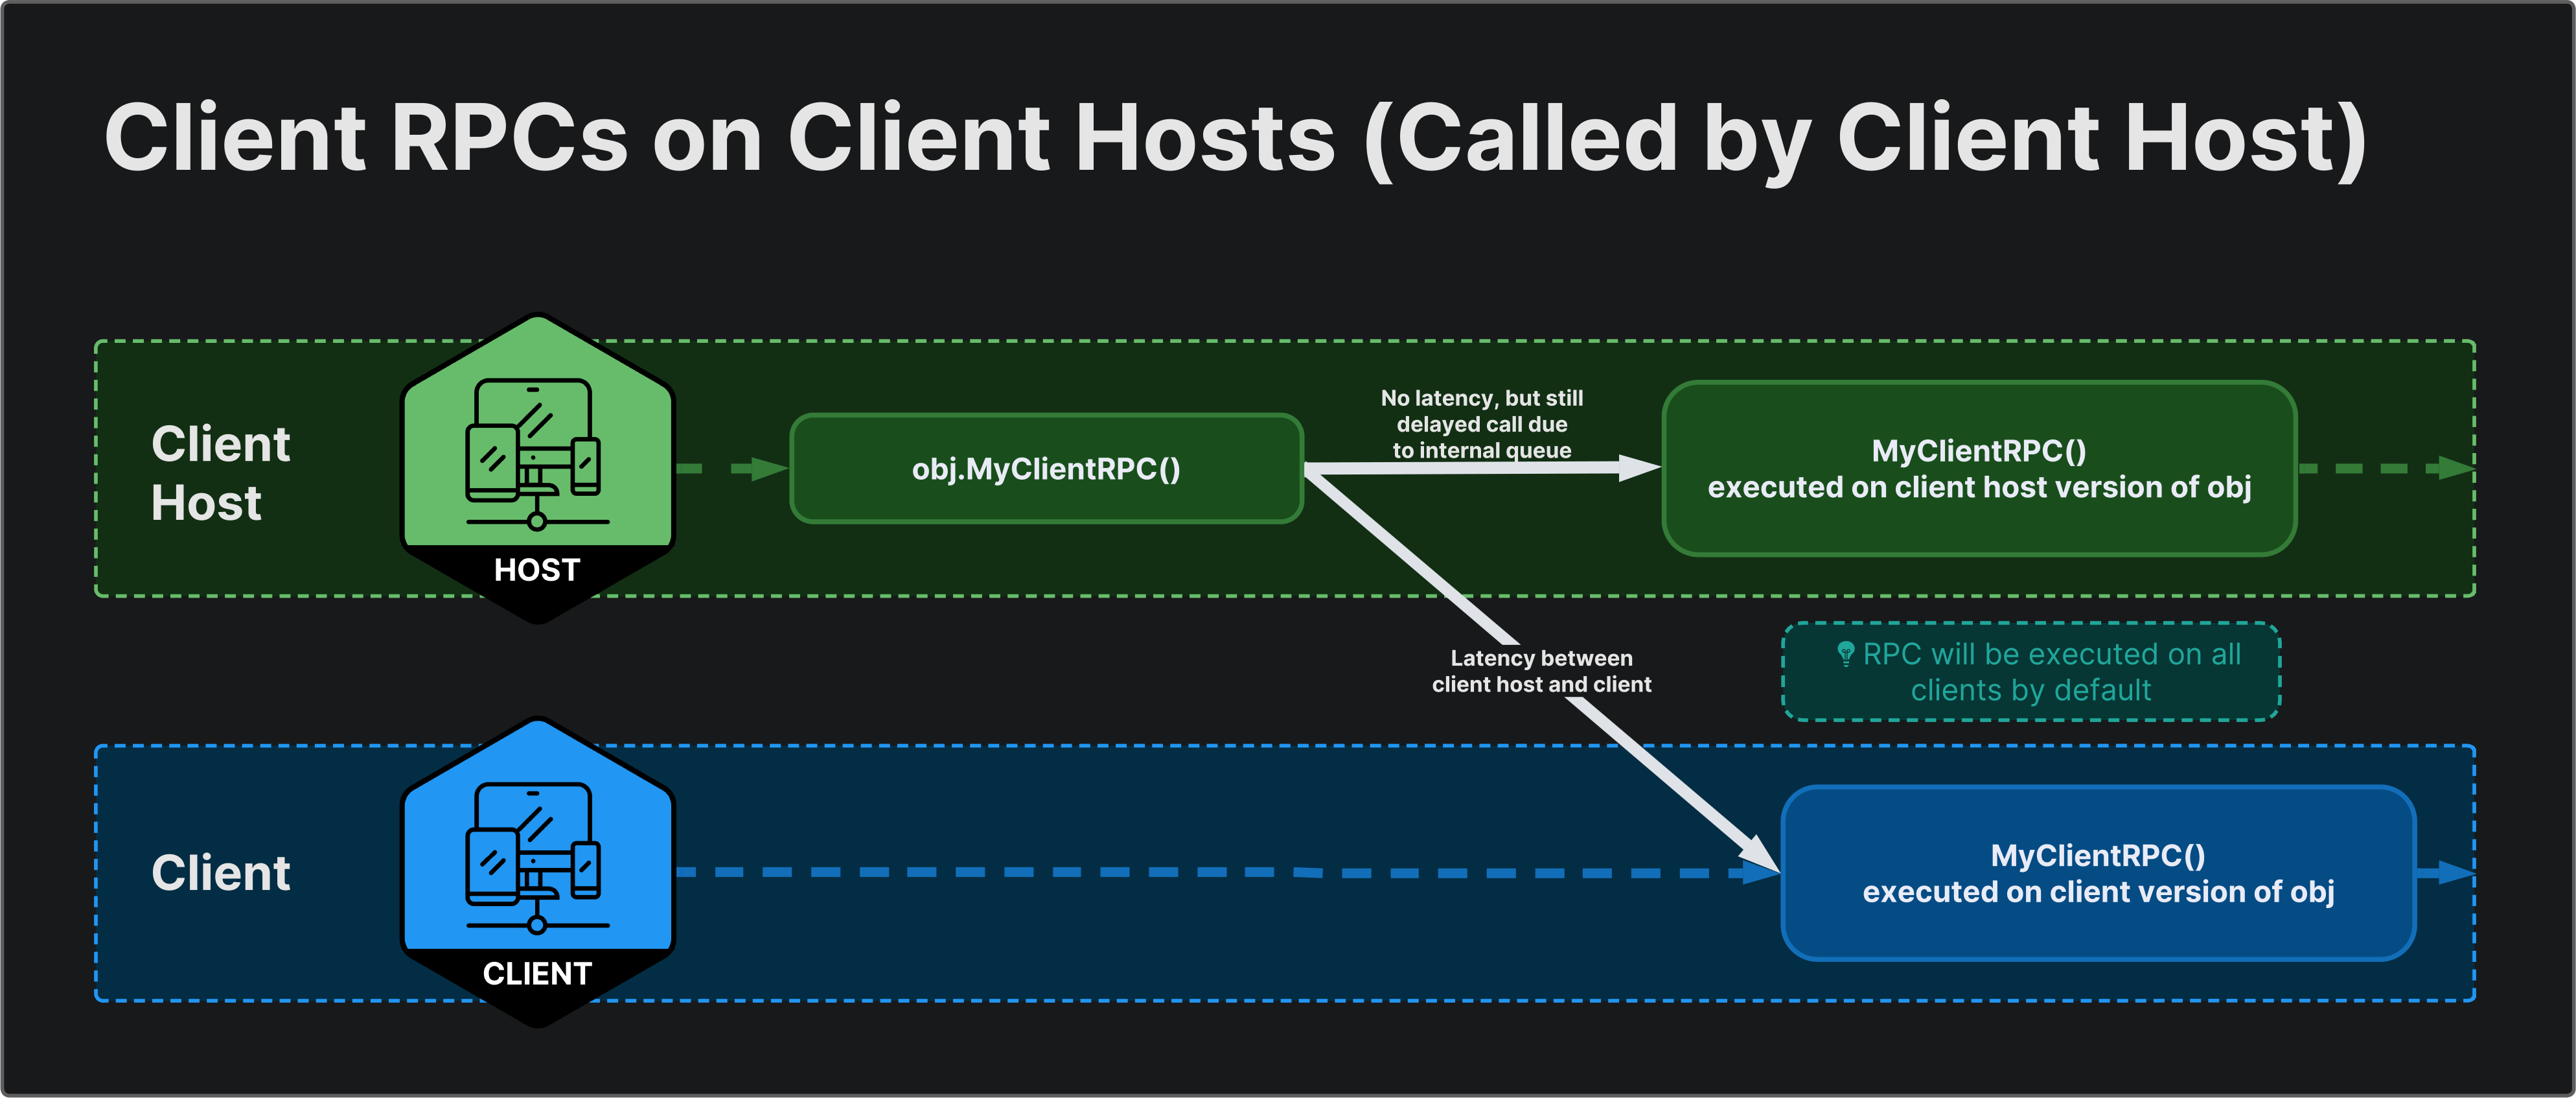 Client RPCs on Client Hosts (Called by Client Host)
Client
Host
HOST
obj.MyClientRPC()
No latency, but still
delayed call due
to internal queue
MyClientRPC()
executed on client host version of obj
Latency between
client host and client
RPC will be executed on all
clients by default
Client
CLIENT
MyClientRPC()
executed on client version of obj